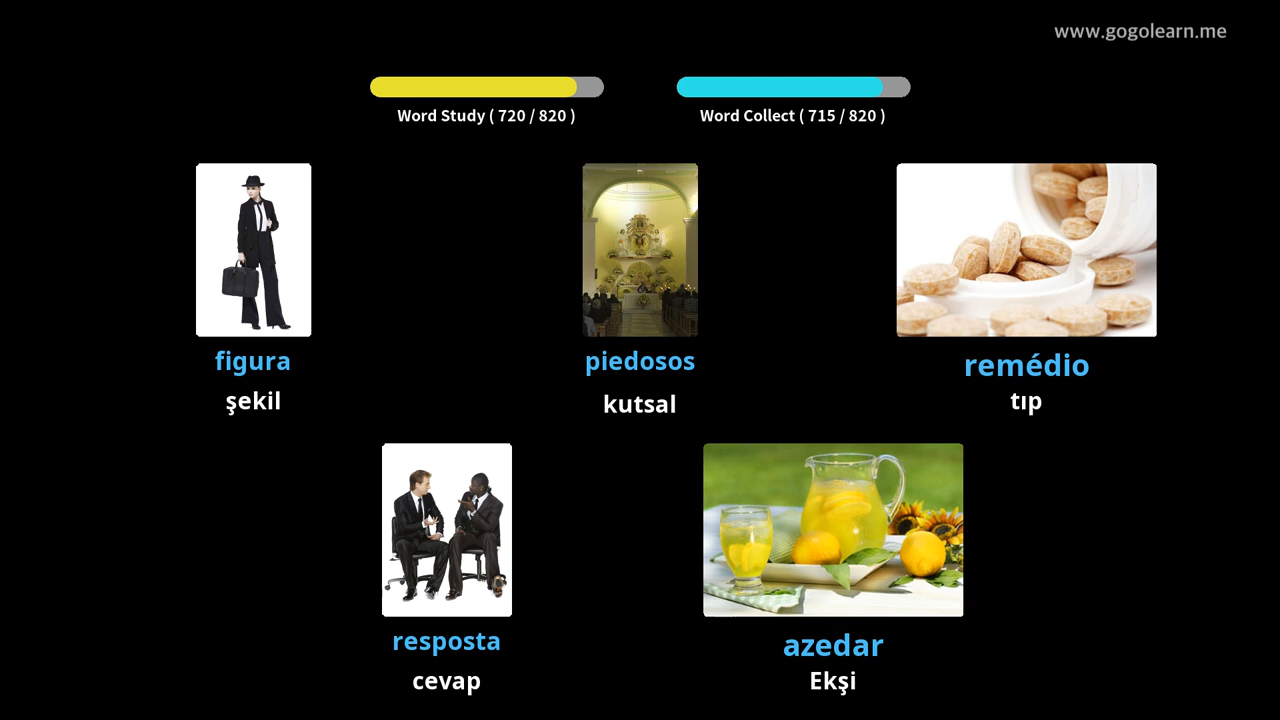 www.gogolearn.me
Word Study ( 720 / 820 )
Word Collect ( 715 / 820 )
figura
şekil
piedosos
kutsal
remédio
tıp
resposta
cevap
azedar
Ekşi